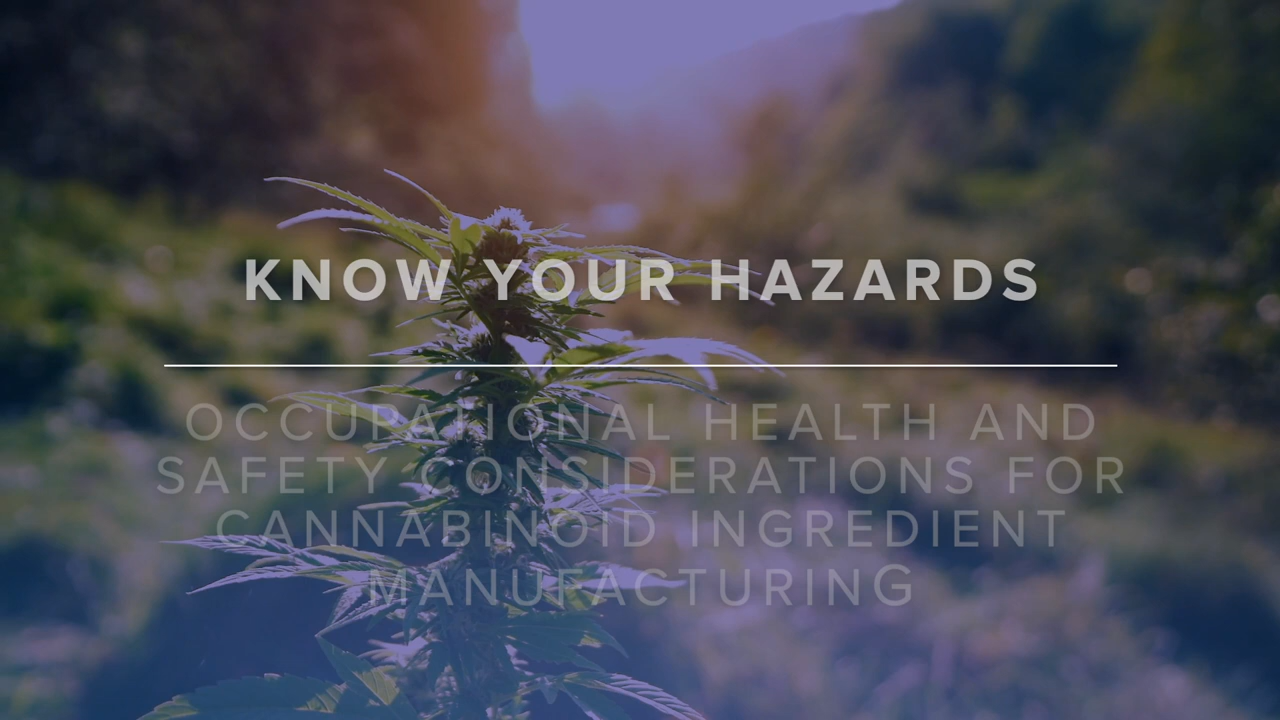 KNOW YOUR HAZARDS
OCCUPATIONAL HEALTH AND
SAFETY CONSIDERATIONS FOR
CANNABINOID INGREDIENT
MANUFACTURING